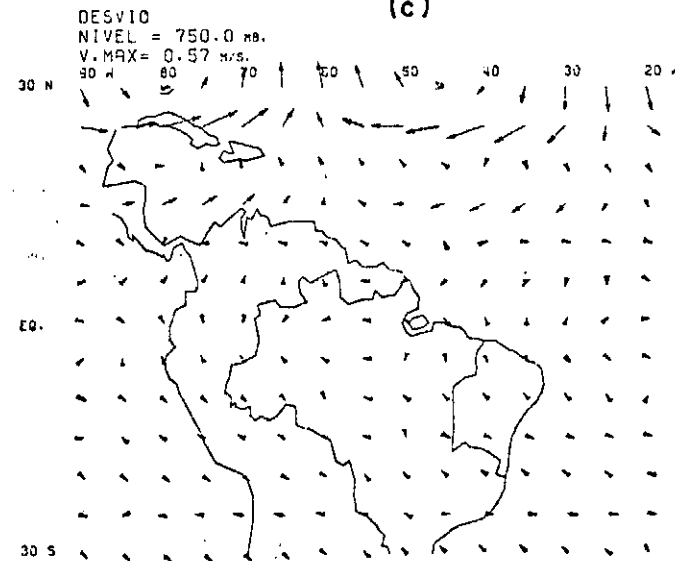 (c)
DESVIO
NIVEL = 750.0 MB.
V.MAX= 0.57 M/S.
90 W 80 70 60 50 40 30 20
30 N
EQ.
30 S